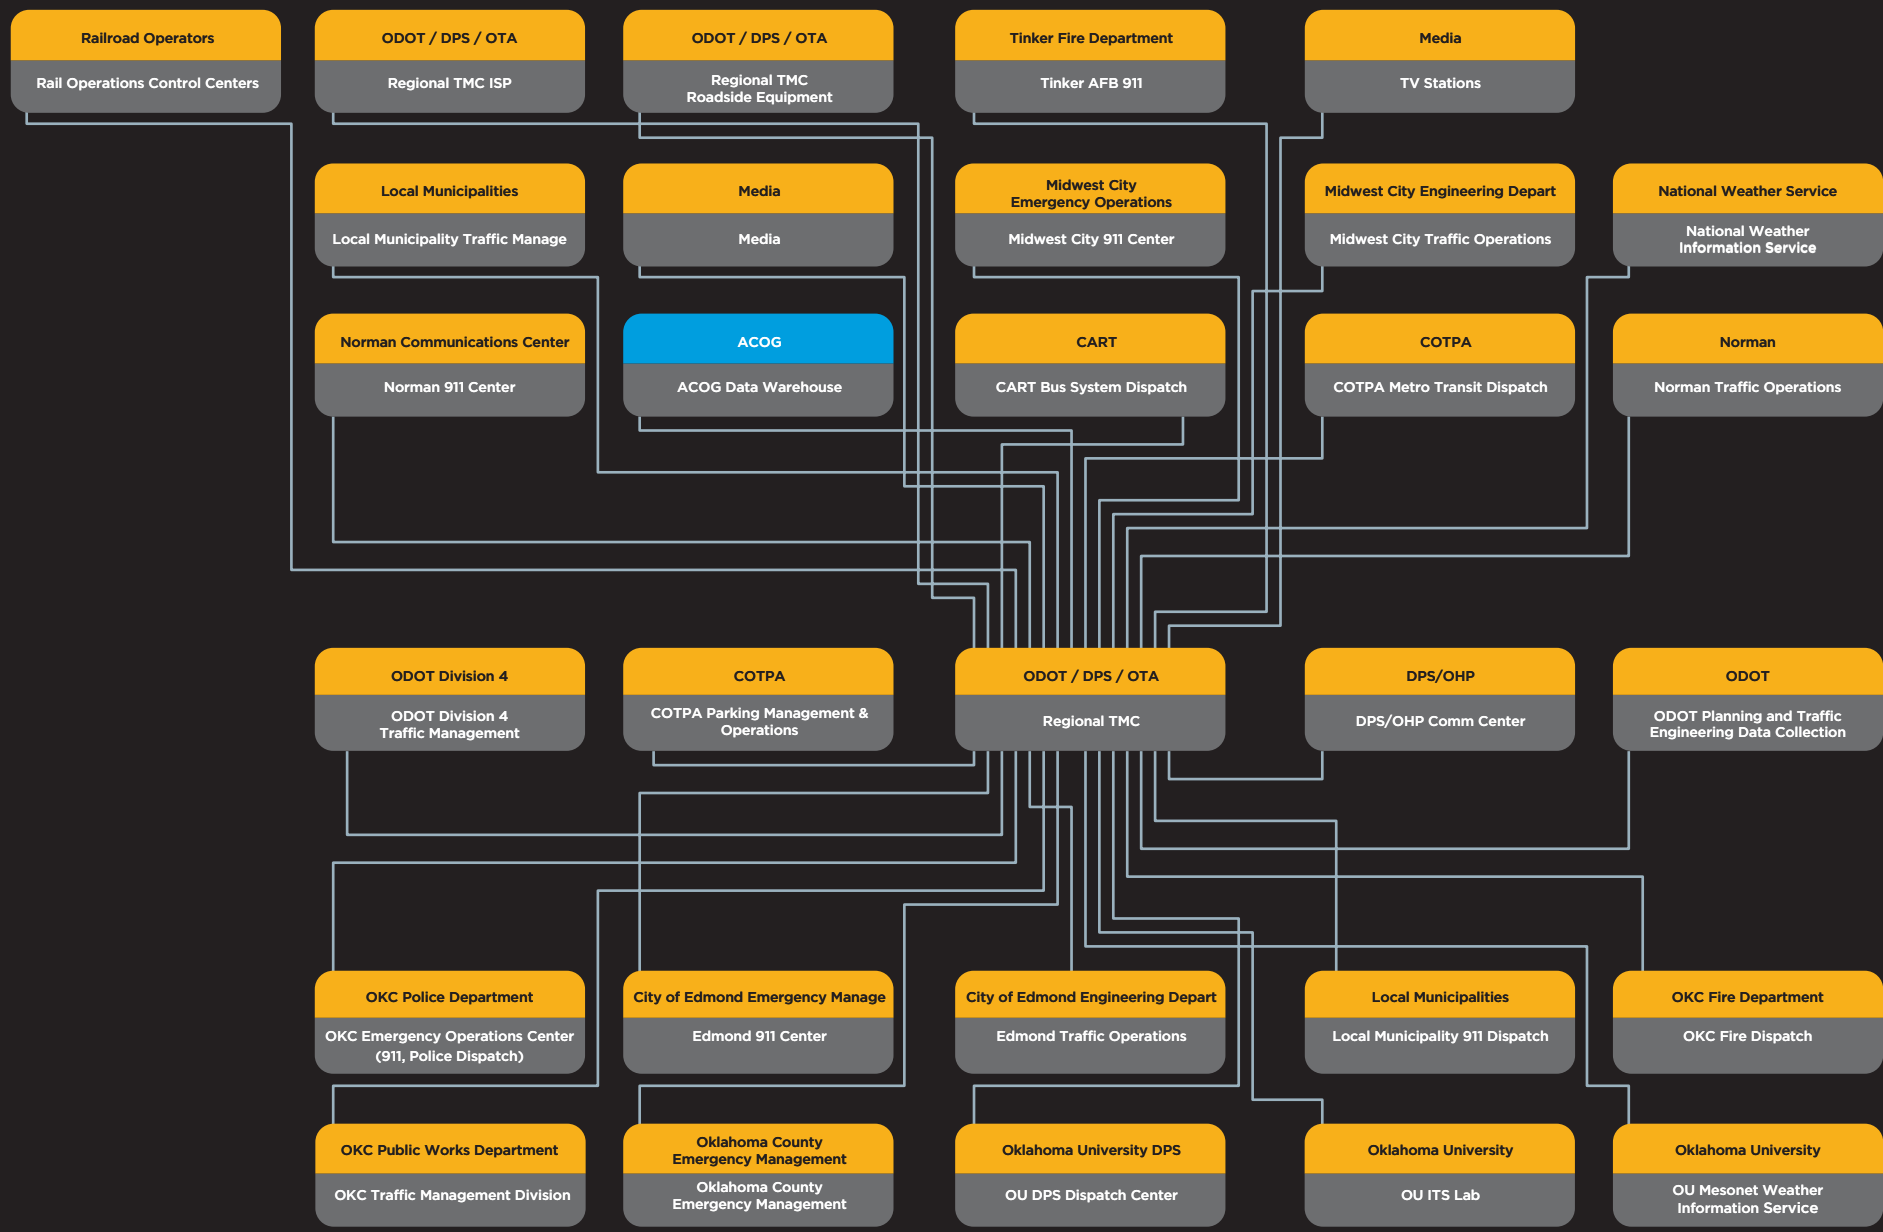 Railroad Operators
Rail Operations Control Centers
ODOT / DPS / OTA
Regional TMC ISP
ODOT / DPS / OTA
Regional TMC
Roadside Equipment
Tinker Fire Department
Tinker AFB 911
Media
TV Stations
Local Municipalities
Local Municipality Traffic Manage
Media
Media
Midwest City
Emergency Operations
Midwest City 911 Center
Midwest City Engineering Depart
Midwest City Traffic Operations
National Weather Service
National Weather
Information Service
Norman Communications Center
Norman 911 Center
ACOG
ACOG Data Warehouse
CART
CART Bus System Dispatch
COTPA
COTPA Metro Transit Dispatch
Norman
Norman Traffic Operations
ODOT Division 4
ODOT Division 4
Traffic Management
COTPA
COTPA Parking Management &
Operations
ODOT / DPS / OTA
Regional TMC
DPS/OHP
DPS/OHP Comm Center
ODOT
ODOT Planning and Traffic
Engineering Data Collection
OKC Police Department
OKC Emergency Operations Center
(911, Police Dispatch)
City of Edmond Emergency Manage
Edmond 911 Center
City of Edmond Engineering Depart
Edmond Traffic Operations
Local Municipalities
Local Municipality 911 Dispatch
OKC Fire Department
OKC Fire Dispatch
OKC Public Works Department
OKC Traffic Management Division
Oklahoma County
Emergency Management
Oklahoma County
Emergency Management
Oklahoma University DPS
OU DPS Dispatch Center
Oklahoma University
OU ITS Lab
Oklahoma University
OU Mesonet Weather
Information Service